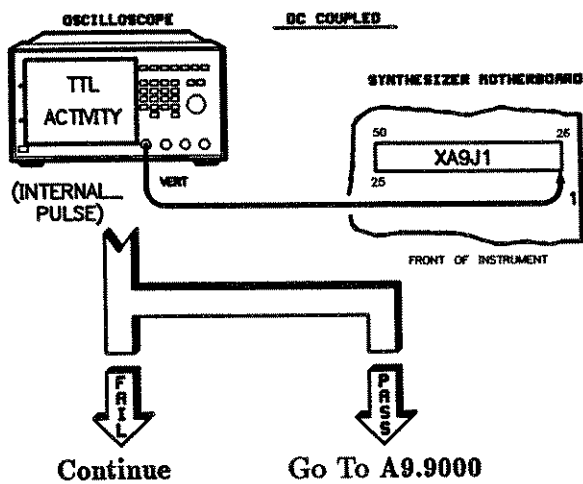 OSCILLOSCOPE
DC COUPLED
TTL
ACTIVITY
SYNTHESIZER MOTHERBOARD
50
26
XA9J1
25
1
VERT
(INTERNAL
PULSE)
FRONT OF INSTRUMENT
FAIL
PASS
Continue
Go To A9.9000